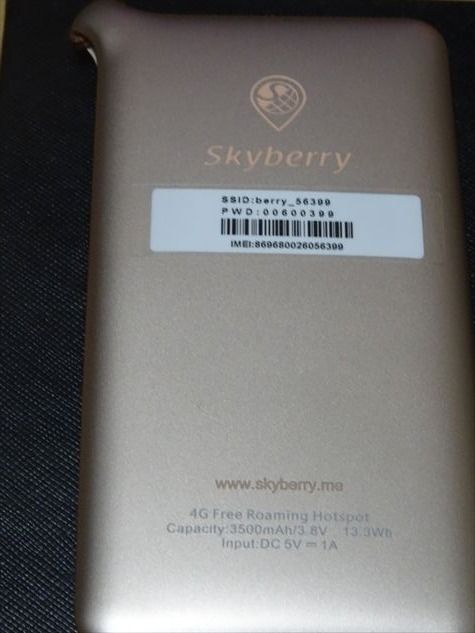 Skyberry
SSID:berry_56399
PWD:00600399
IMEI:869680026056399
www.skyberry.me
4G Free Roaming Hotspot
Capacity:3500mAh/3.8V 13.3Wh
Input:DC 5V = 1A